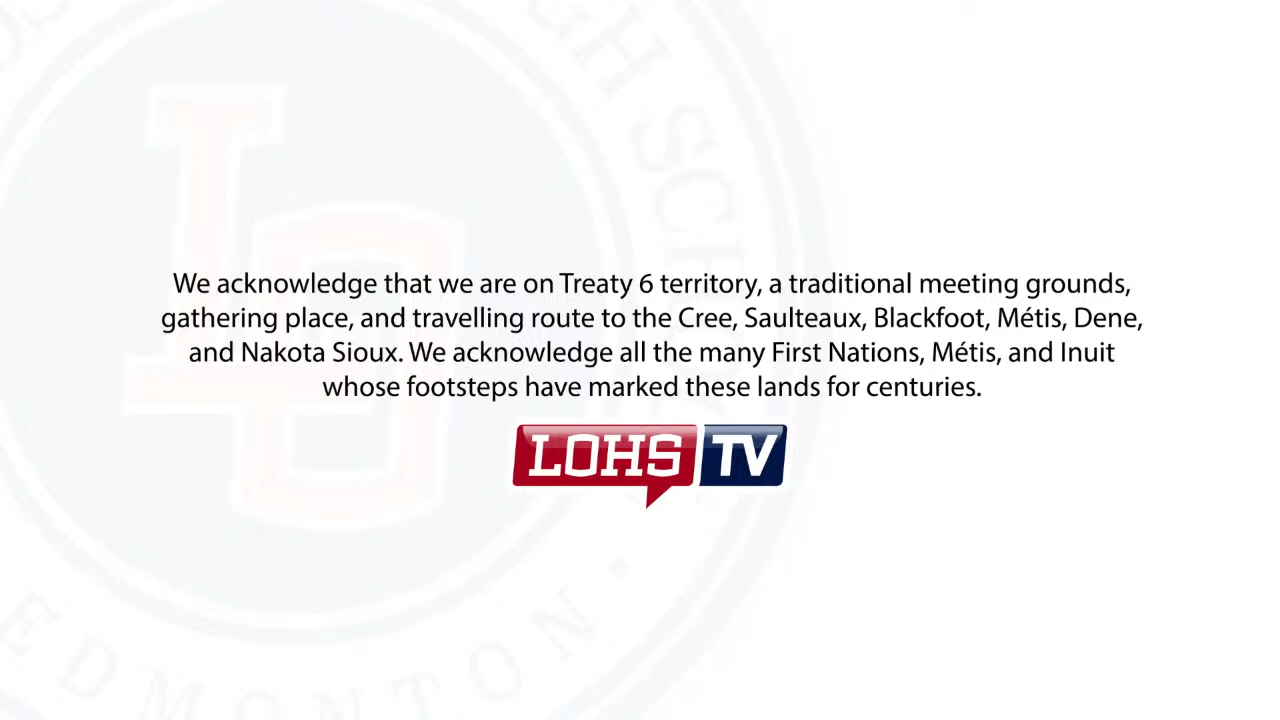 We acknowledge that we are on Treaty 6 territory, a traditional meeting grounds,
gathering place, and travelling route to the Cree, Saulteaux, Blackfoot, Métis, Dene,
and Nakota Sioux. We acknowledge all the many First Nations, Métis, and Inuit
whose footsteps have marked these lands for centuries.
LOHS TV
LO
EDMONTON